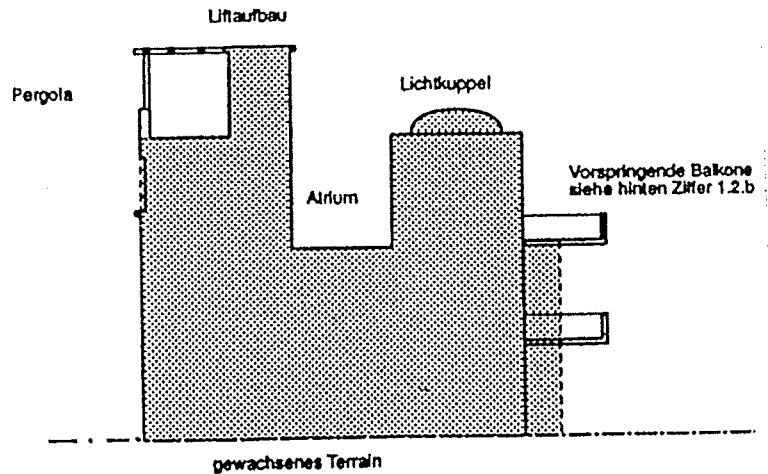 Liftaufbau
Pergola
Lichtkuppel
Atrium
Vorspringende Balkone
siehe hinten Ziffer 1.2.b
gewachsenes Terrain